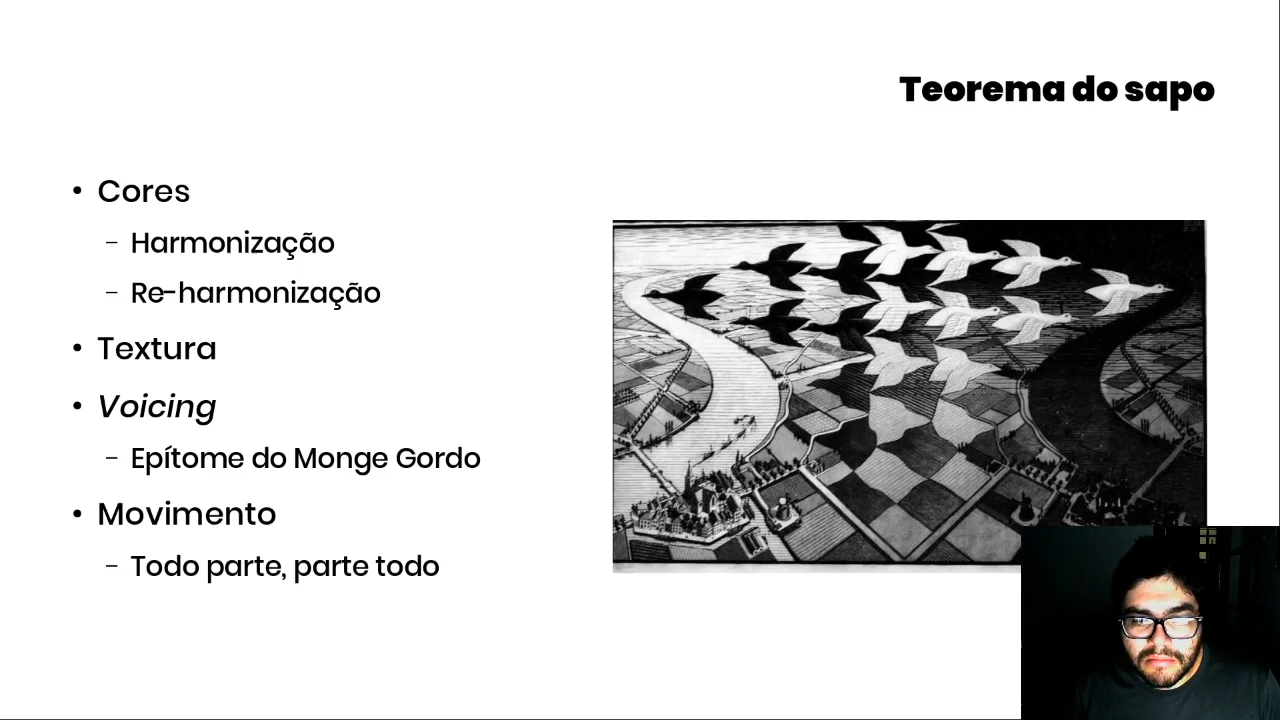 Teorema do sapo
• Cores
– Harmonização
– Re-harmonização
• Textura
• Voicing
– Epítome do Monge Gordo
• Movimento
– Todo parte, parte todo